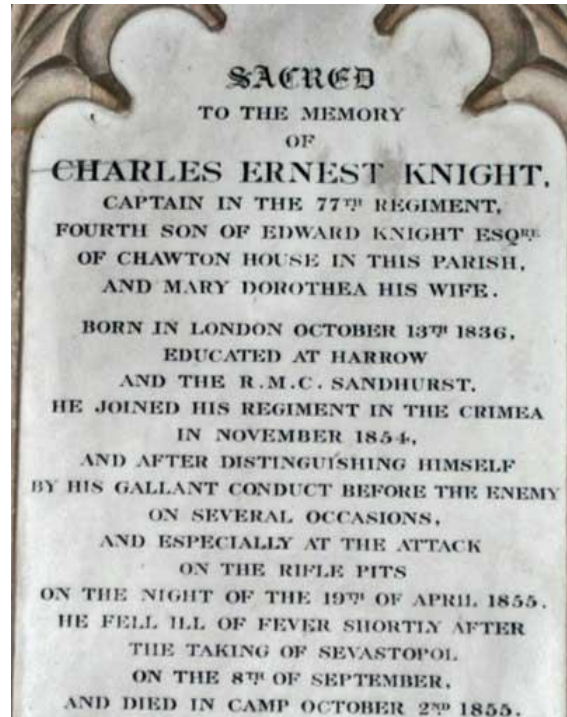 SACRED
TO THE MEMORY
OF
CHARLES ERNEST KNIGHT,
CAPTAIN IN THE 77TH REGIMENT,
FOURTH SON OF EDWARD KNIGHT ESQRE
OF CHAWTON HOUSE IN THIS PARISH,
AND MARY DOROTHEA HIS WIFE.
BORN IN LONDON OCTOBER 13TH 1836,
EDUCATED AT HARROW
AND THE R.M.C. SANDHURST.
HE JOINED HIS REGIMENT IN THE CRIMEA
IN NOVEMBER 1854,
AND AFTER DISTINGUISHING HIMSELF
BY HIS GALLANT CONDUCT BEFORE THE ENEMY
ON SEVERAL OCCASIONS,
AND ESPECIALLY AT THE ATTACK
ON THE RIFLE PITS
ON THE NIGHT OF THE 19TH OF APRIL 1855.
HE FELL ILL OF FEVER SHORTLY AFTER
THE TAKING OF SEVASTOPOL
ON THE 8TH OF SEPTEMBER,
AND DIED IN CAMP OCTOBER 2ND 1855.